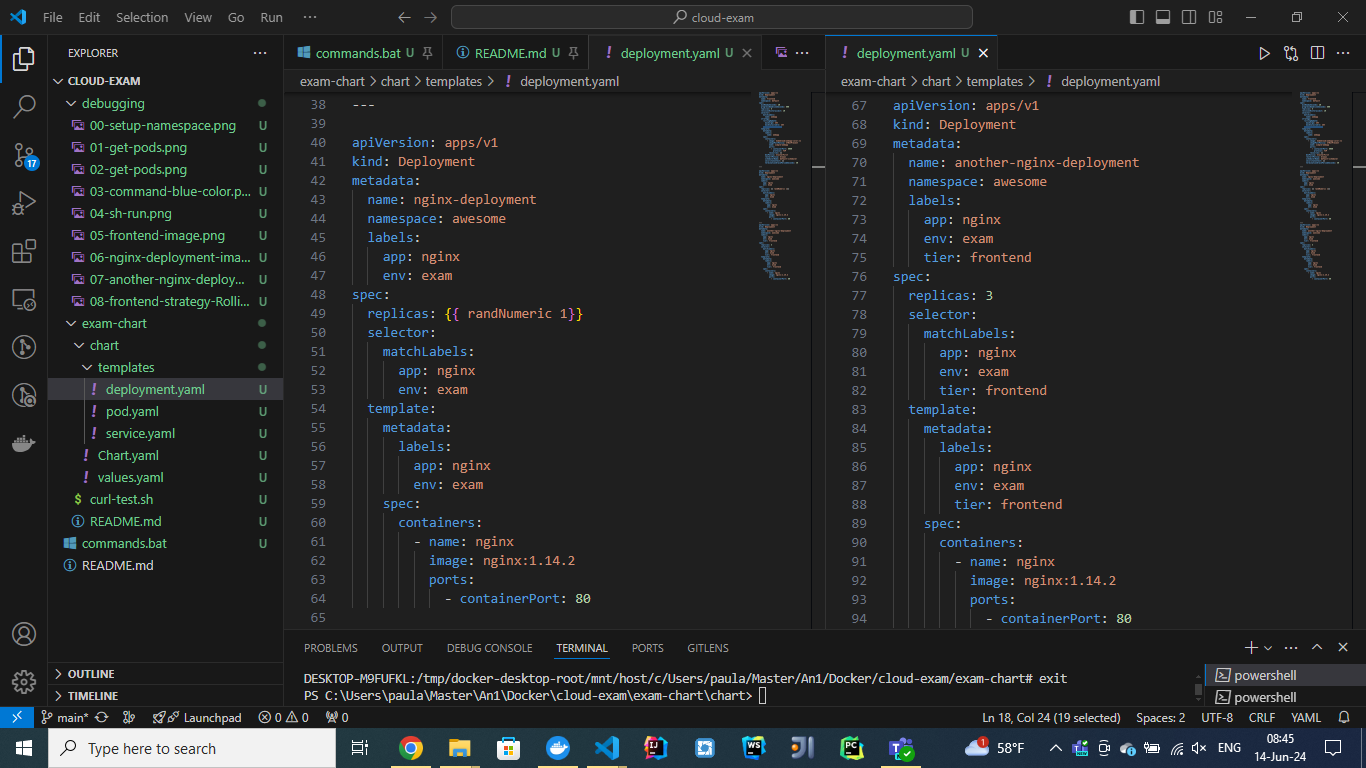 File Edit Selection View Go Run ··· cloud-exam
EXPLORER ···
CLOUD-EXAM
debugging
00-setup-namespace.png U
01-get-pods.png U
02-get-pods.png U
03-command-blue-color.p... U
04-sh-run.png U
05-frontend-image.png U
06-nginx-deployment-ima... U
07-another-nginx-deploy... U
08-frontend-strategy-Rolli... U
exam-chart
chart
templates
deployment.yaml U
pod.yaml U
service.yaml U
Chart.yaml U
values.yaml U
curl-test.sh U
README.md U
commands.bat U
README.md
OUTLINE
TIMELINE
17
commands.bat U README.md U deployment.yaml U ···
exam-chart > chart > templates > ! deployment.yaml
38 ---
39
40 apiVersion: apps/v1
41 kind: Deployment
42 metadata:
43 name: nginx-deployment
44 namespace: awesome
45 labels:
46 app: nginx
47 env: exam
48 spec:
49 replicas: {{ randNumeric 1}}
50 selector:
51 matchLabels:
52 app: nginx
53 env: exam
54 template:
55 metadata:
56 labels:
57 app: nginx
58 env: exam
59 spec:
60 containers:
61 - name: nginx
62 image: nginx:1.14.2
63 ports:
64 - containerPort: 80
65
deployment.yaml U
exam-chart > chart > templates > ! deployment.yaml
67 apiVersion: apps/v1
68 kind: Deployment
69 metadata:
70 name: another-nginx-deployment
71 namespace: awesome
72 labels:
73 app: nginx
74 env: exam
75 tier: frontend
76 spec:
77 replicas: 3
78 selector:
79 matchLabels:
80 app: nginx
81 env: exam
82 tier: frontend
83 template:
84 metadata:
85 labels:
86 app: nginx
87 env: exam
88 tier: frontend
89 spec:
90 containers:
91 - name: nginx
92 image: nginx:1.14.2
93 ports:
94 - containerPort: 80
PROBLEMS OUTPUT DEBUG CONSOLE TERMINAL PORTS GITLENS
DESKTOP-M9FUFKL:/tmp/docker-desktop-root/mnt/host/c/Users/paula/Master/An1/Docker/cloud-exam/exam-chart# exit
PS C:\Users\paula\Master\An1\Docker\cloud-exam\exam-chart\chart>
powershell
powershell
main* Launchpad 0 0 0 Ln 18, Col 24 (19 selected) Spaces: 2 UTF-8 CRLF YAML
Type here to search
IJ WS PC 1 58°F ENG
08:45
14-Jun-24